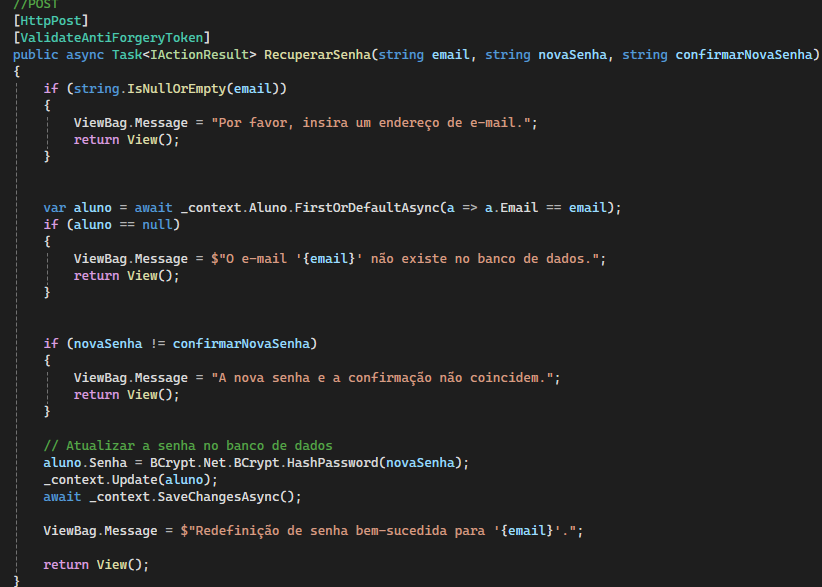 //POST
[HttpPost]
[ValidateAntiForgeryToken]
public async Task<IActionResult> RecuperarSenha(string email, string novaSenha, string confirmarNovaSenha)
{
if (string.IsNullOrEmpty(email))
{
ViewBag.Message = "Por favor, insira um endereço de e-mail.";
return View();
}
var aluno = await _context.Aluno.FirstOrDefaultAsync(a => a.Email == email);
if (aluno == null)
{
ViewBag.Message = $"O e-mail '{email}' não existe no banco de dados.";
return View();
}
if (novaSenha != confirmarNovaSenha)
{
ViewBag.Message = "A nova senha e a confirmação não coincidem.";
return View();
}
// Atualizar a senha no banco de dados
aluno.Senha = BCrypt.Net.BCrypt.HashPassword(novaSenha);
_context.Update(aluno);
await _context.SaveChangesAsync();
ViewBag.Message = $"Redefinição de senha bem-sucedida para '{email}'.";
return View();
}